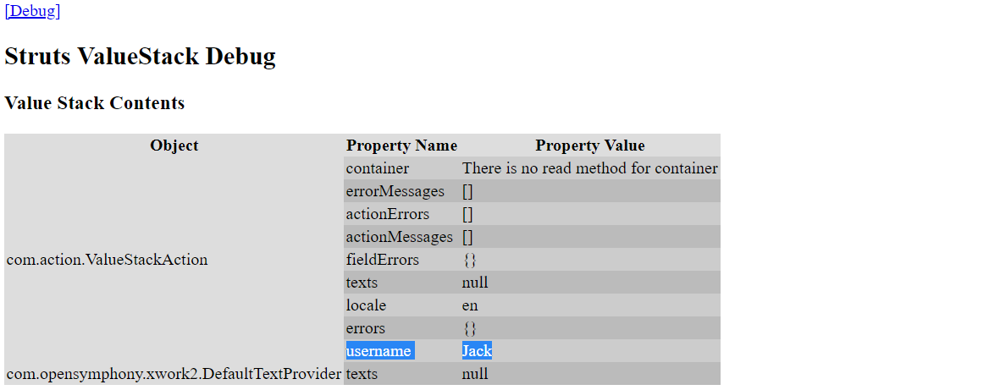 [Debug]
Struts ValueStack Debug
Value Stack Contents
Object Property Name Property Value
container There is no read method for container
errorMessages []
actionErrors []
actionMessages []
com.action.ValueStackAction fieldErrors {}
texts null
locale en
errors {}
username Jack
com.opensymphony.xwork2.DefaultTextProvider texts null